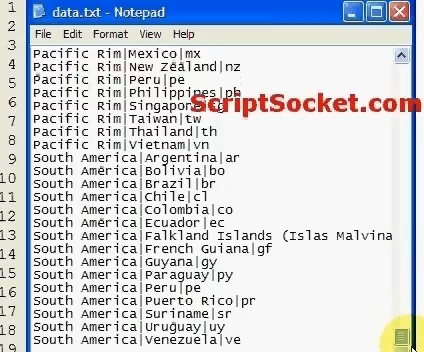 data.txt - Notepad
File Edit Format View Help
Pacific Rim|Mexico|mx
Pacific Rim|New Zealand|nz
Pacific Rim|Peru|pe
Pacific Rim|Philippines|ph
Pacific Rim|Singapore|sg
ScriptSocket.com
Pacific Rim|Taiwan|tw
Pacific Rim|Thailand|th
Pacific Rim|Vietnam|vn
South America|Argentina|ar
South America|Bolivia|bo
South America|Brazil|br
South America|Chile|cl
South America|Colombia|co
South America|Ecuador|ec
South America|Falkland Islands (Islas Malvina
South America|French Guiana|gf
South America|Guyana|gy
South America|Paraguay|py
South America|Peru|pe
South America|Puerto Rico|pr
South America|Suriname|sr
South America|Uruguay|uy
South America|Venezuela|ve
1
2
4
4
5
6
7
8
9
10
11
12
13
14
15
16
17
18
19